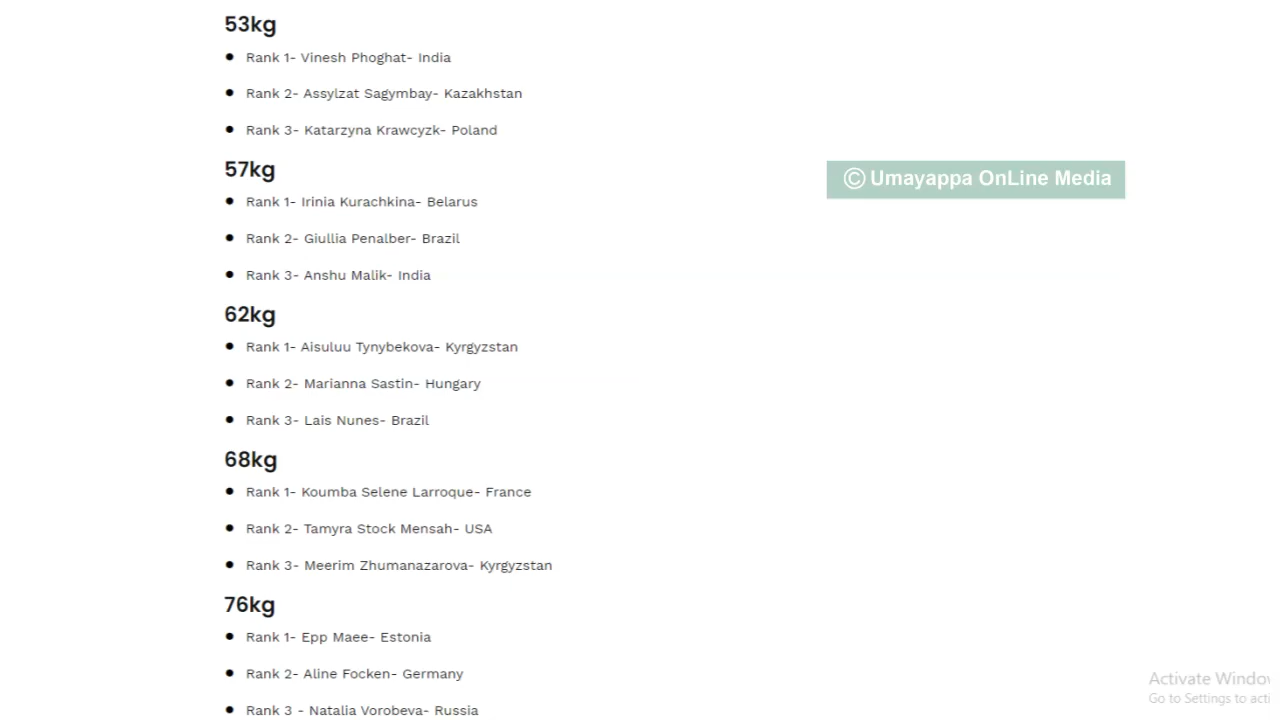 53kg
Rank 1- Vinesh Phoghat- India
Rank 2- Assylzat Sagymbay- Kazakhstan
Rank 3- Katarzyna Krawcyzk- Poland
57kg
© Umayappa OnLine Media
Rank 1- Irinia Kurachkina- Belarus
Rank 2- Giullia Penalber- Brazil
Rank 3- Anshu Malik- India
62kg
Rank 1- Aisuluu Tynybekova- Kyrgyzstan
Rank 2- Marianna Sastin- Hungary
Rank 3- Lais Nunes- Brazil
68kg
Rank 1- Koumba Selene Larroque- France
Rank 2- Tamyra Stock Mensah- USA
Rank 3- Meerim Zhumanazarova- Kyrgyzstan
76kg
Rank 1- Epp Maee- Estonia
Rank 2- Aline Focken- Germany
Rank 3 - Natalia Vorobeva- Russia
Activate Windo
Go to Settings to acti